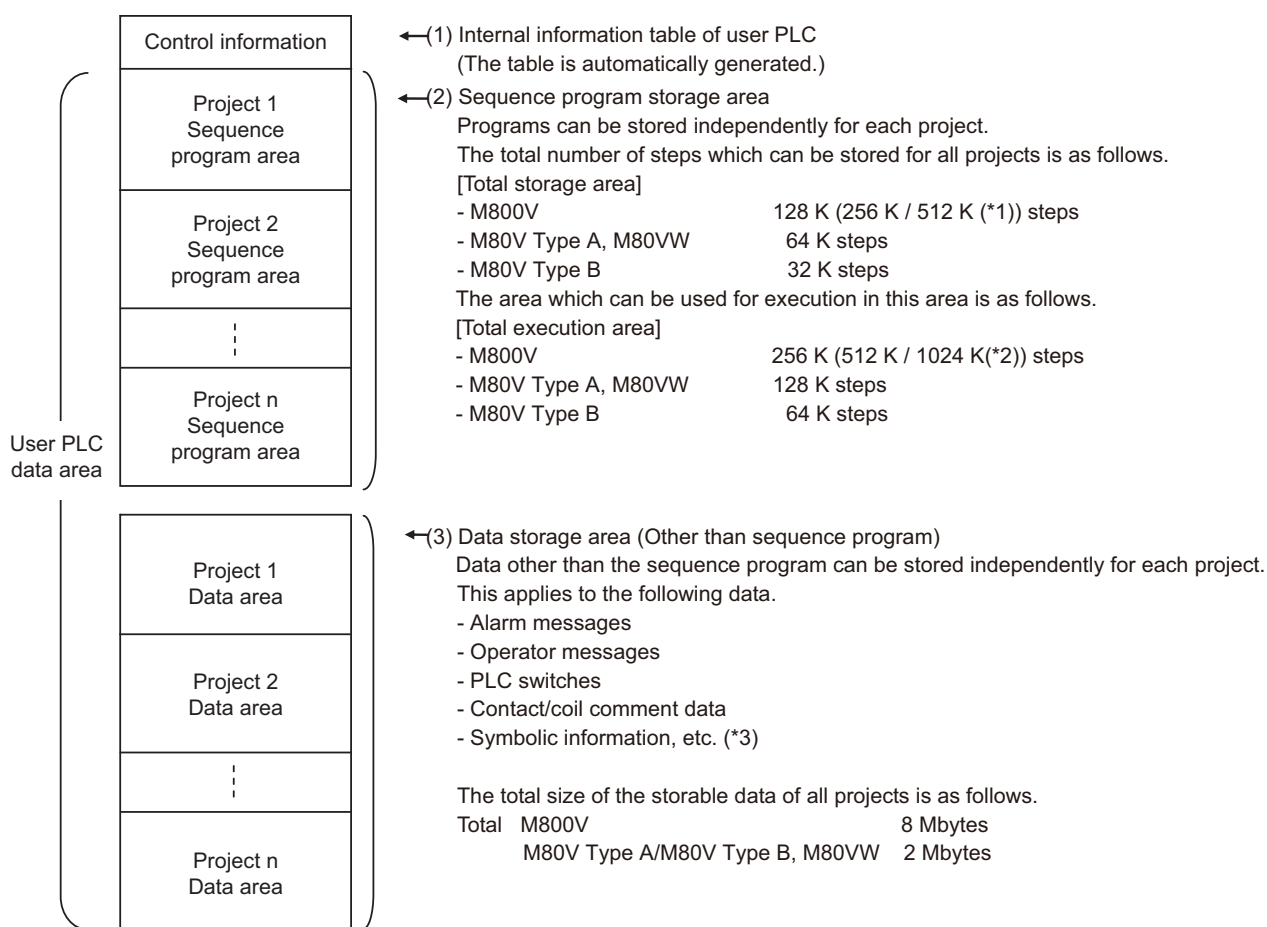 Control information
(1) Internal information table of user PLC
(The table is automatically generated.)
Project 1
Sequence
program area
(2) Sequence program storage area
Programs can be stored independently for each project.
The total number of steps which can be stored for all projects is as follows.
[Total storage area]
- M800V 128 K (256 K / 512 K (*1)) steps
- M80V Type A, M80VW 64 K steps
- M80V Type B 32 K steps
The area which can be used for execution in this area is as follows.
[Total execution area]
- M800V 256 K (512 K / 1024 K(*2)) steps
- M80V Type A, M80VW 128 K steps
- M80V Type B 64 K steps
Project 2
Sequence
program area
Project n
Sequence
program area
User PLC
data area
Project 1
Data area
(3) Data storage area (Other than sequence program)
Data other than the sequence program can be stored independently for each project.
This applies to the following data.
- Alarm messages
- Operator messages
- PLC switches
- Contact/coil comment data
- Symbolic information, etc. (*3)
Project 2
Data area
The total size of the storable data of all projects is as follows.
Total M800V 8 Mbytes
M80V Type A/M80V Type B, M80VW 2 Mbytes
Project n
Data area